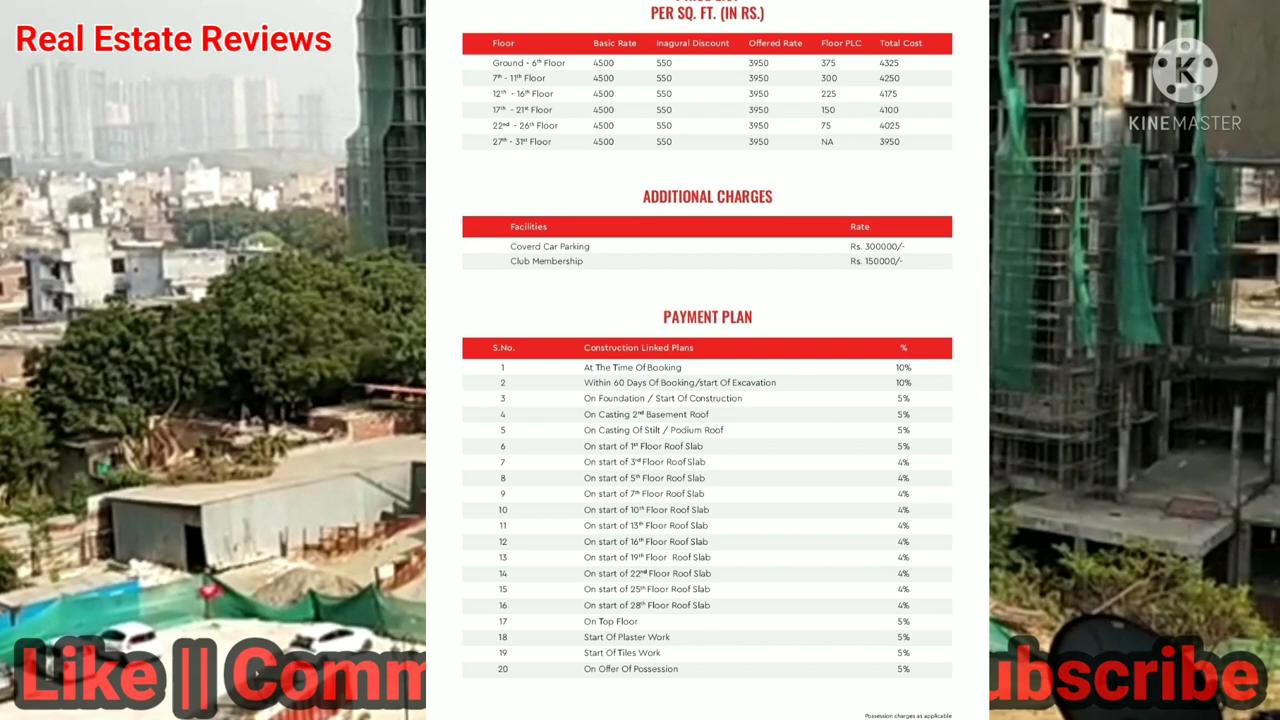 Real Estate Reviews
PER SQ. FT. (IN RS.)
Floor Basic Rate Inagural Discount Offered Rate Floor PLC Total Cost
Ground - 6th Floor 4500 550 3950 375 4325
7th - 11th Floor 4500 550 3950 300 4250
12th - 16th Floor 4500 550 3950 225 4175
17th - 21st Floor 4500 550 3950 150 4100
22nd - 26th Floor 4500 550 3950 75 4025
27th - 31st Floor 4500 550 3950 NA 3950
K
KINEMASTER
ADDITIONAL CHARGES
Facilities Rate
Coverd Car Parking Rs. 300000/-
Club Membership Rs. 150000/-
PAYMENT PLAN
S.No. Construction Linked Plans %
1 At The Time Of Booking 10%
2 Within 60 Days Of Booking/start Of Excavation 10%
3 On Foundation / Start Of Construction 5%
4 On Casting 2nd Basement Roof 5%
5 On Casting Of Stilt / Podium Roof 5%
6 On start of 1st Floor Roof Slab 5%
7 On start of 3rd Floor Roof Slab 4%
8 On start of 5th Floor Roof Slab 4%
9 On start of 7th Floor Roof Slab 4%
10 On start of 10th Floor Roof Slab 4%
11 On start of 13th Floor Roof Slab 4%
12 On start of 16th Floor Roof Slab 4%
13 On start of 19th Floor Roof Slab 4%
14 On start of 22nd Floor Roof Slab 4%
15 On start of 25th Floor Roof Slab 4%
16 On start of 28th Floor Roof Slab 4%
17 On Top Floor 5%
18 Start Of Plaster Work 5%
19 Start Of Tiles Work 5%
20 On Offer Of Possession 5%
Like || Comm ubscribe
Possession charges as applicable